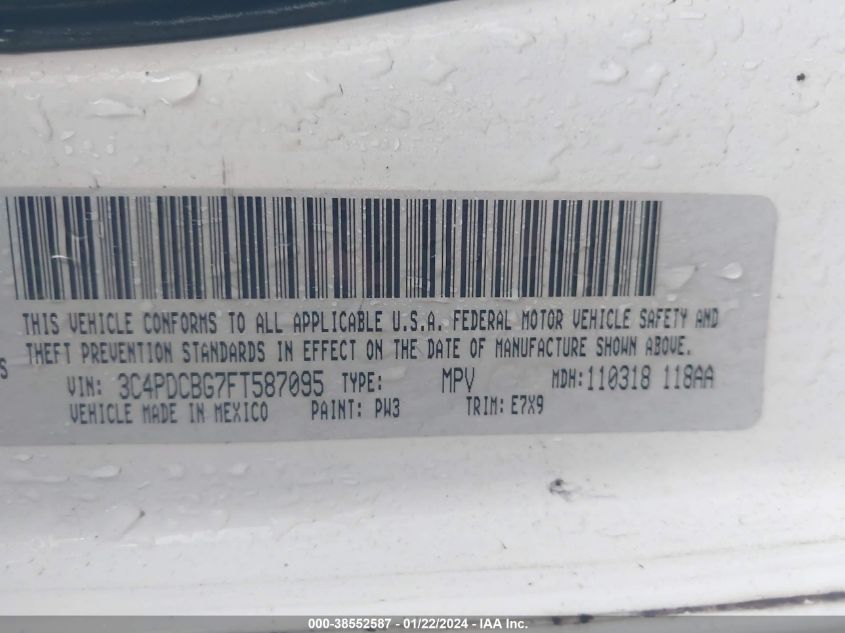 THIS VEHICLE CONFORMS TO ALL APPLICABLE U.S.A. FEDERAL MOTOR VEHICLE SAFETY AND
THEFT PREVENTION STANDARDS IN EFFECT ON THE DATE OF MANUFACTURE SHOWN ABOVE.
S
VIN: 3C4PDCBG7FT587095 TYPE: MPV MDH:110318 118AA
VEHICLE MADE IN MEXICO PAINT: PW3 TRIM: E7X9
000-38552587 - 01/22/2024 - IAA Inc.